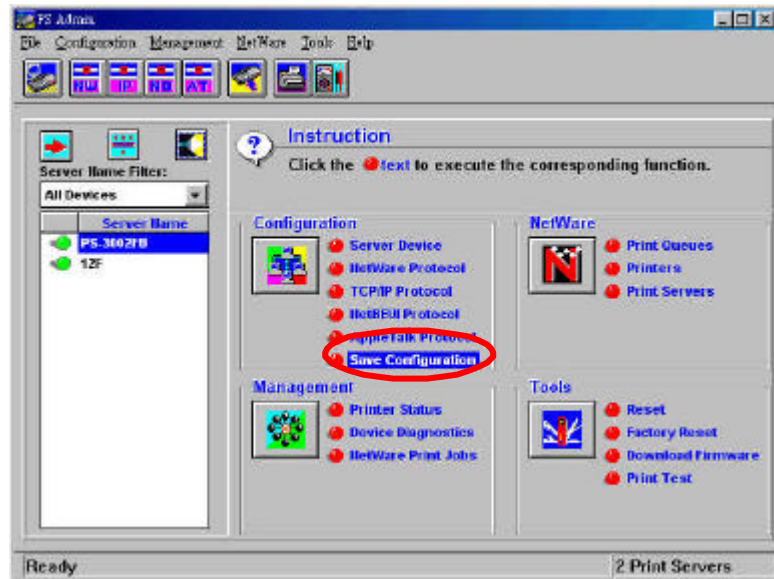 PS Admin
File Configuration Management NetWare Tools Help
NW IP NB AT
Instruction
Click the text to execute the corresponding function.
Server Name Filter:
All Devices
Server Name
PS-3002FB
12F
Configuration
Server Device
NetWare Protocol
TCP/IP Protocol
NetBEUI Protocol
AppleTalk Protocol
Save Configuration
NetWare
Print Queues
Printers
Print Servers
Management
Printer Status
Device Diagnostics
NetWare Print Jobs
Tools
Reset
Factory Reset
Download Firmware
Print Test
Ready
2 Print Servers